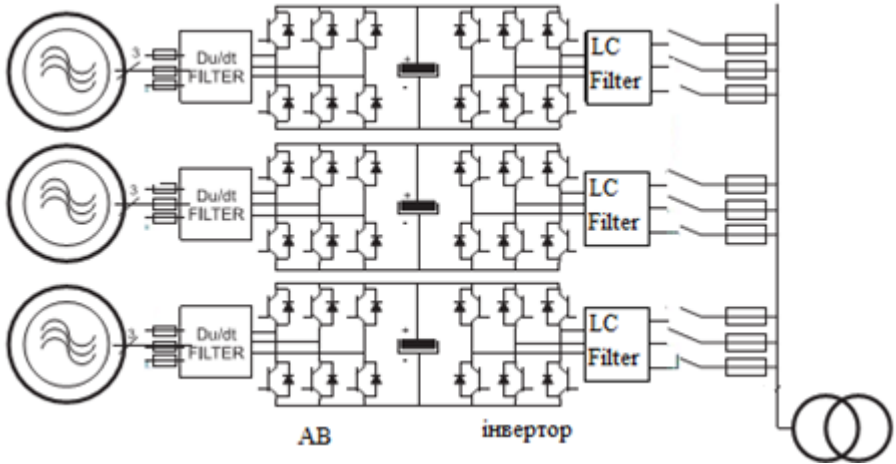 3
Du/dt
FILTER
+
-
LC
Filter
3
Du/dt
FILTER
+
-
LC
Filter
3
Du/dt
FILTER
+
-
LC
Filter
АВ
інвертор